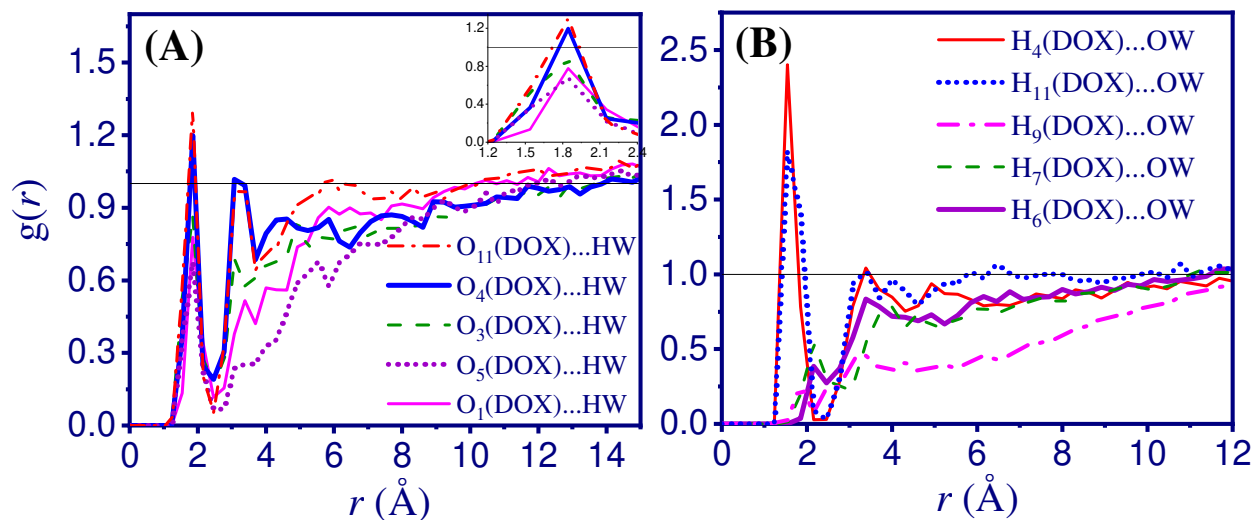 (A)
g(r)
1.5
1.2
0.9
0.6
0.3
0.0
0 2 4 6 8 10 12 14
r (Å)
1.2
0.8
0.4
0.0
1.2 1.5 1.8 2.1 2.4
O₁₁(DOX)...HW
O₄(DOX)...HW
O₃(DOX)...HW
O₅(DOX)...HW
O₁(DOX)...HW
(B)
2.5
2.0
1.5
1.0
0.5
0.0
0 2 4 6 8 10 12
r (Å)
H₄(DOX)...OW
H₁₁(DOX)...OW
H₉(DOX)...OW
H₇(DOX)...OW
H₆(DOX)...OW